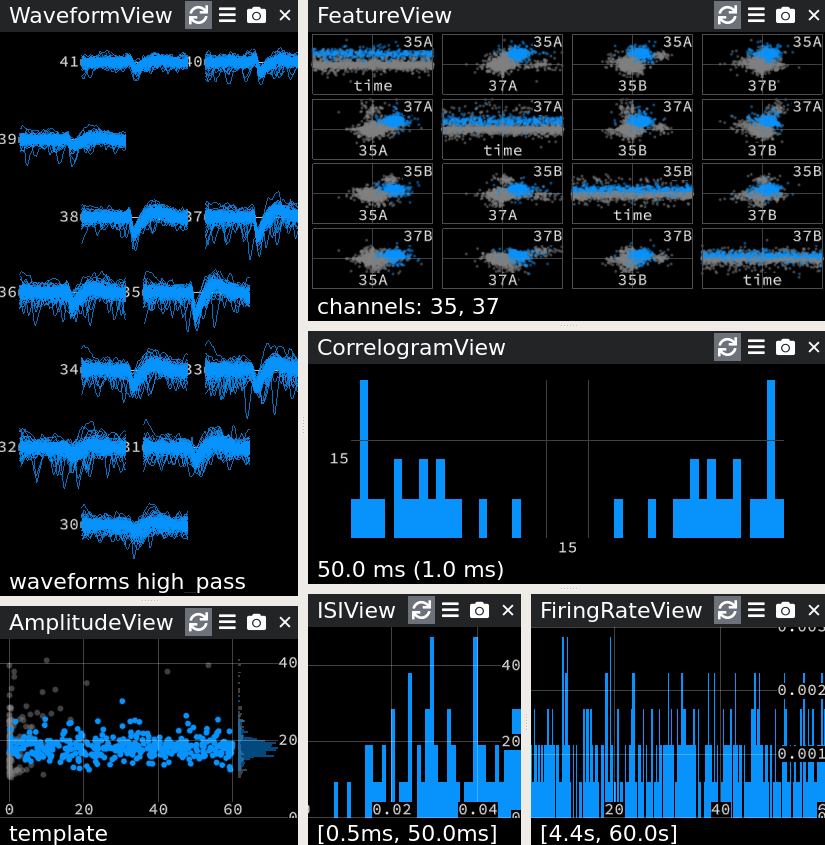 WaveformView
41
40
39
38
37
36
35
34
33
32
31
30
waveforms high_pass
FeatureView
35A 35A 35A 35A
time 37A 35B 37B
37A 37A 37A 37A
35A time 35B 37B
35B 35B 35B 35B
35A 37A time 37B
37B 37B 37B 37B
35A 37A 35B time
channels: 35, 37
CorrelogramView
15
15
50.0 ms (1.0 ms)
AmplitudeView
40
20
0 20 40 60
template
ISIView
40
20
0.02 0.04
[0.5ms, 50.0ms]
FiringRateView
0.003
0.002
0.001
20 40
[4.4s, 60.0s]